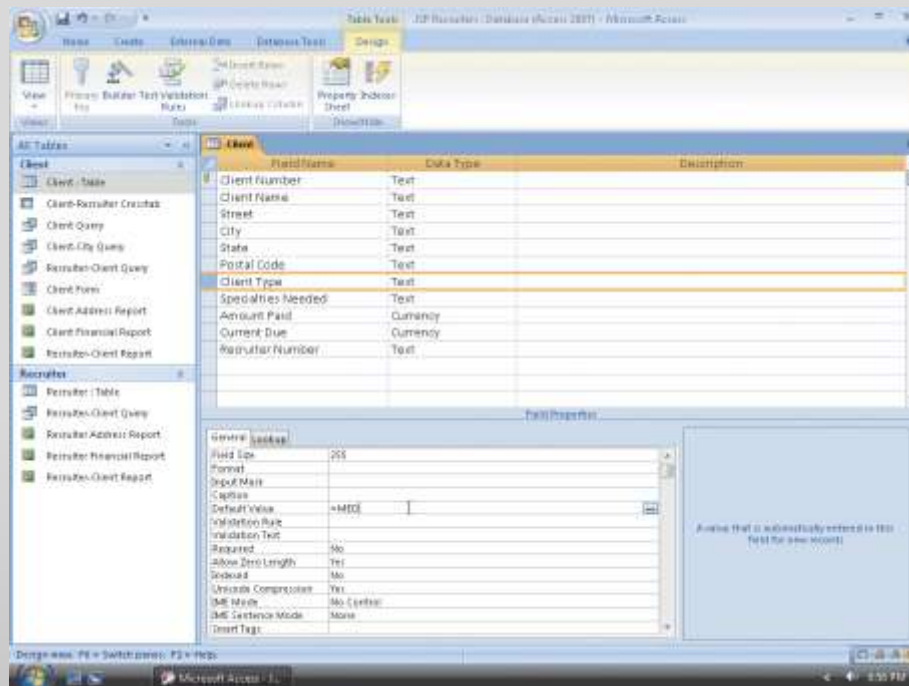 Table Tools JSP Recruiters : Database (Access 2007) - Microsoft Access
Home Create External Data Database Tools Design
View Primary Key Builder Test Validation Rules Insert Rows Delete Rows Lookup Column Property Sheet Indexes
Views Tools Show/Hide
All Tables
Client
Client : Table
Client-Recruiter Crosstab
Client Query
Client-City Query
Recruiter-Client Query
Client Form
Client Address Report
Client Financial Report
Recruiter-Client Report
Recruiter
Recruiter : Table
Recruiter-Client Query
Recruiter Address Report
Recruiter Financial Report
Recruiter-Client Report
Client
Field Name Data Type Description
Client Number Text
Client Name Text
Street Text
City Text
State Text
Postal Code Text
Client Type Text
Specialties Needed Text
Amount Paid Currency
Current Due Currency
Recruiter Number Text
Field Properties
General Lookup
Field Size 255
Format
Input Mask
Caption
Default Value =MED
Validation Rule
Validation Text
Required No
Allow Zero Length Yes
Indexed No
Unicode Compression Yes
IME Mode No Control
IME Sentence Mode None
Smart Tags
A value that is automatically entered in this
field for new records
Design view. F6 = Switch panes. F1 = Help.
Microsoft Access - J...